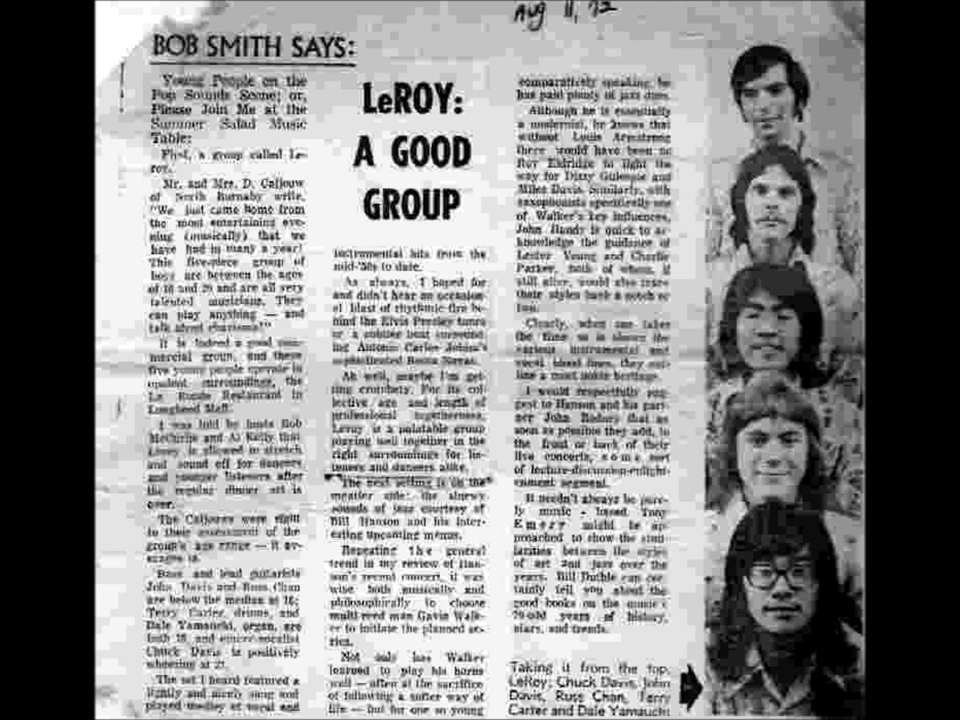 Aug 11, 72
BOB SMITH SAYS:
Young People on the
Pop Sounds Scene; or,
Please Join Me at the
Summer Salad Music
Table:
First, a group called Le-
roy.
Mr. and Mrs. D. Caljouw
of North Burnaby write,
"We just came home from
the most entertaining eve-
ning (musically) that we
have had in many a year!
This five-piece group of
boys are between the ages
of 16 and 20 and are all very
talented musicians. They
can play anything — and
talk about charisma!"
It is indeed a good com-
mercial group, and these
five young people operate in
opulent surroundings, the
La Ronde Restaurant in
Lougheed Mall.
I was told by hosts Bob
and Al Kelly that
Leroy is allowed to stretch
and sound off for dancers
and younger listeners after
the regular dinner set is
over.
The Caljouws were right
in their assessment of the
group's age range — it av-
erages 18.
Bass and lead guitarists
John Davis and Russ Chan
are below the median at 16;
Terry Carter, drums, and
Dale Yamauchi, organ, are
both 18, and emcee-vocalist
Chuck Davis is positively
wheezing at 21.
The set I heard featured a
tightly and nicely sung and
played medley of vocal and
LeROY:
A GOOD
GROUP
instrumental hits from the
mid-'50s to date.
As always, I hoped for
and didn't hear an occasion-
al blast of rhythmic fire be-
hind the Elvis Presley tunes
or a subtler beat surround-
ing Antonio Carlos Jobim's
sophisticated Bossa Novas.
Ah well, maybe I'm get-
ting crotchety. For its col-
lective age and length of
professional togetherness,
Leroy is a palatable group
playing well together in the
right surroundings for lis-
teners and dancers alike.
The next setting is on the
meatier side: the sinewy
sounds of jazz courtesy of
Bill Hanson and his inter-
esting upcoming menus.
Repeating the general
trend in my review of Han-
son's recent concert, it was
wise both musically and
philosophically to choose
multi-reed man Gavin Walk-
er to initiate the planned se-
ries.
Not only has Walker
learned to play his horns
well — often at the sacrifice
of following a softer way of
life — but for one so young
comparatively speaking he
has paid plenty of jazz dues.
Although he is essentially
a modernist, he knows that
without Louis Armstrong
there would have been no
Roy Eldridge to light the
way for Dizzy Gillespie and
Miles Davis. Similarly, with
saxophonists specifically one
of Walker's key influences,
John Handy is quick to ac-
knowledge the guidance of
Lester Young and Charlie
Parker, both of whom, if
still alive, would also trace
their styles back a notch or
two.
Clearly, when one takes
the time to
various instrumental and
vocal they out-
line a most noble heritage.
I would respectfully sug-
gest to Hanson and his part-
ner John Rodory that as
soon as possible they add, to
the front or back of their
live concerts, some sort
of lecture-discussion-enlight-
enment segment.
It needn't always be pure-
ly music - based Tony
Emery might be ap-
proached to show the simi-
larities between the styles
of art and jazz over the
years. Bill Duthie can cer-
tainly tell you about the
good books on the music's
70-odd years of history,
stars, and trends.
Taking it from the top,
LeRoy; Chuck Davis, John
Davis, Russ Chan, Terry
Carter and Dale Yamauchi